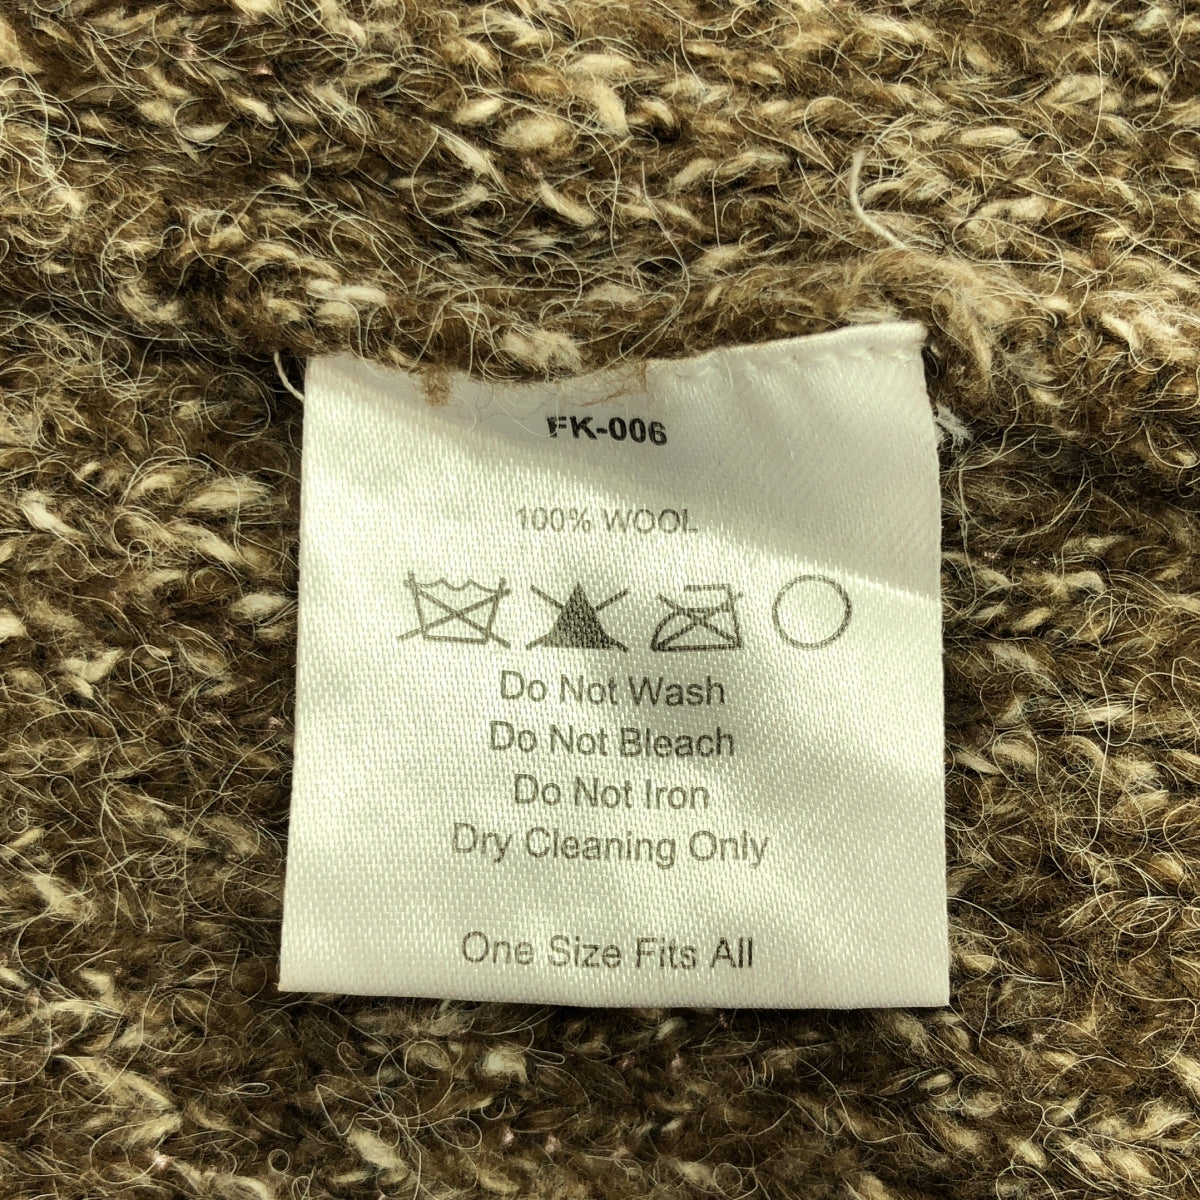 FK-006
100% WOOL
Do Not Wash
Do Not Bleach
Do Not Iron
Dry Cleaning Only
One Size Fits All